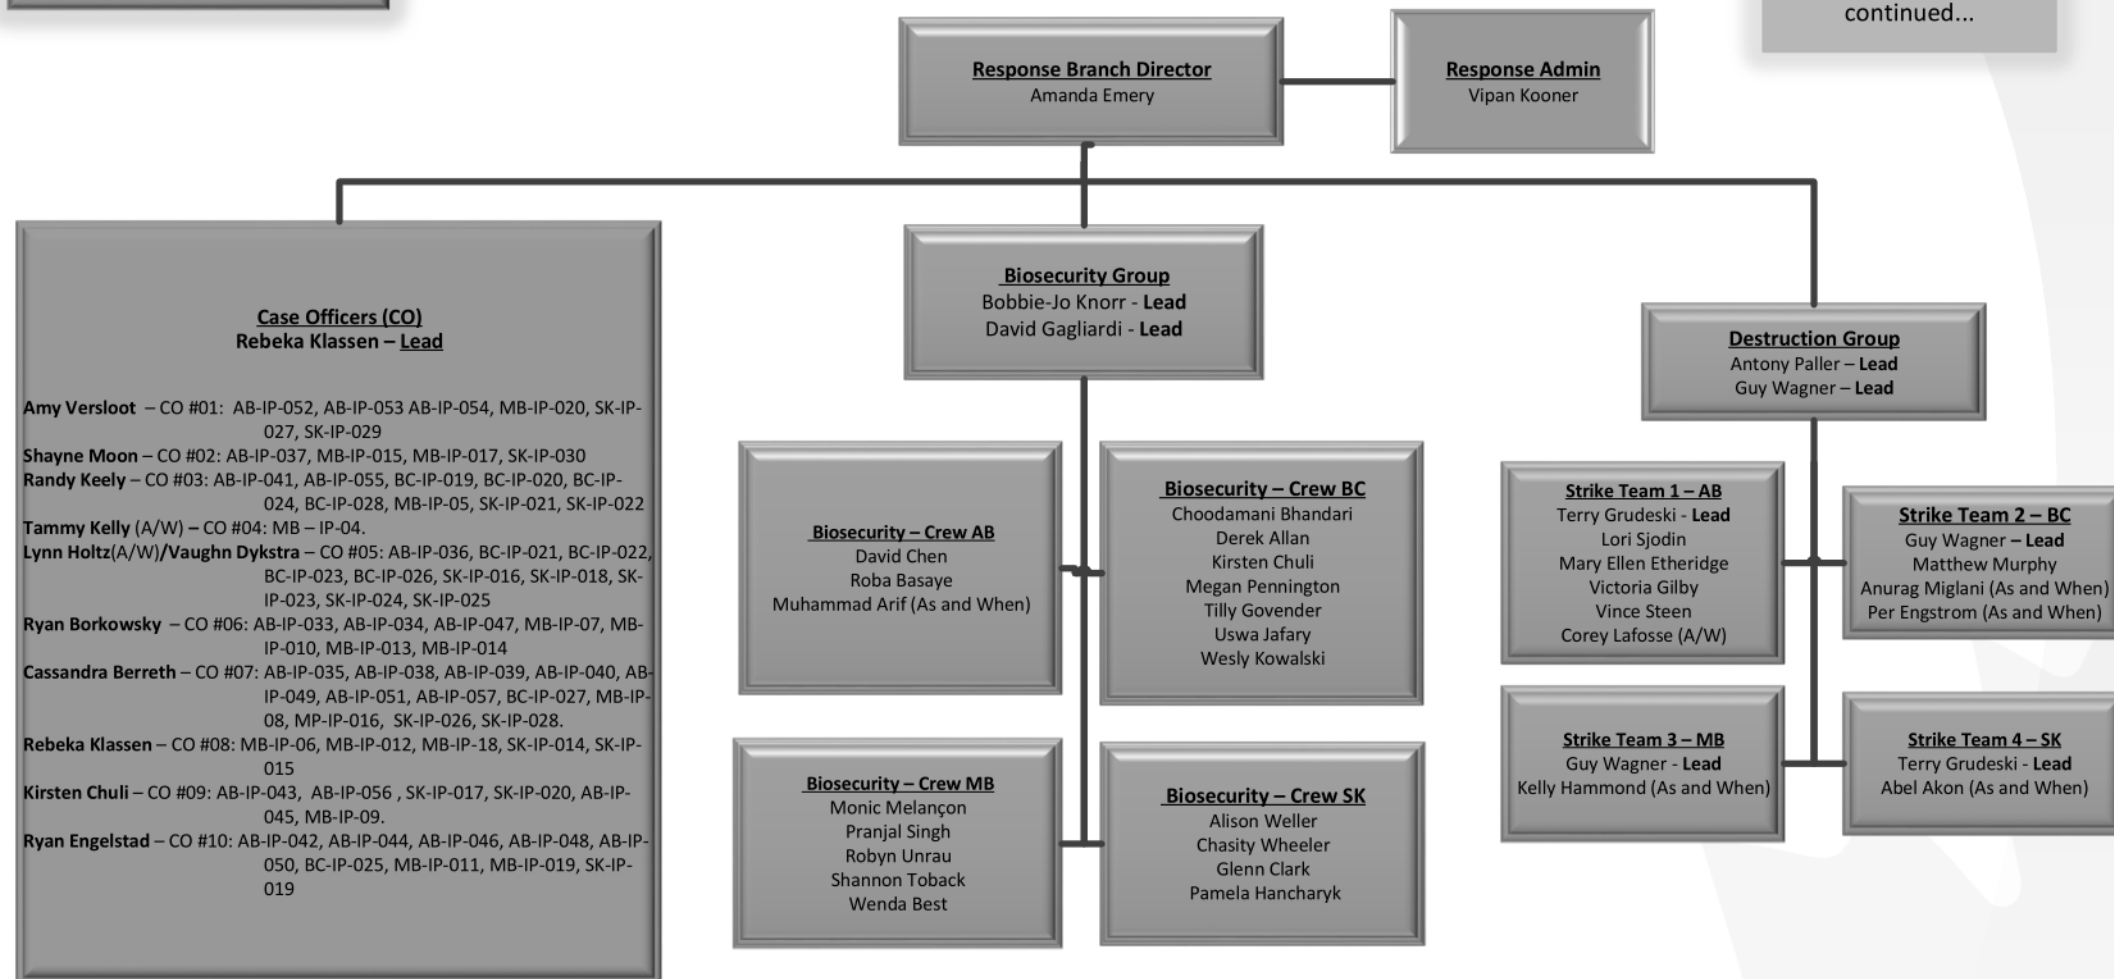 continued...
Response Branch Director
Amanda Emery
Response Admin
Vipan Kooner
Case Officers (CO)
Rebeka Klassen – Lead
Amy Versloot – CO #01: AB-IP-052, AB-IP-053 AB-IP-054, MB-IP-020, SK-IP-
027, SK-IP-029
Shayne Moon – CO #02: AB-IP-037, MB-IP-015, MB-IP-017, SK-IP-030
Randy Keely – CO #03: AB-IP-041, AB-IP-055, BC-IP-019, BC-IP-020, BC-IP-
024, BC-IP-028, MB-IP-05, SK-IP-021, SK-IP-022
Tammy Kelly (A/W) – CO #04: MB – IP-04.
Lynn Holtz(A/W)/Vaughn Dykstra – CO #05: AB-IP-036, BC-IP-021, BC-IP-022,
BC-IP-023, BC-IP-026, SK-IP-016, SK-IP-018, SK-
IP-023, SK-IP-024, SK-IP-025
Ryan Borkowsky – CO #06: AB-IP-033, AB-IP-034, AB-IP-047, MB-IP-07, MB-
IP-010, MB-IP-013, MB-IP-014
Cassandra Berreth – CO #07: AB-IP-035, AB-IP-038, AB-IP-039, AB-IP-040, AB-
IP-049, AB-IP-051, AB-IP-057, BC-IP-027, MB-IP-
08, MP-IP-016, SK-IP-026, SK-IP-028.
Rebeka Klassen – CO #08: MB-IP-06, MB-IP-012, MB-IP-18, SK-IP-014, SK-IP-
015
Kirsten Chuli – CO #09: AB-IP-043, AB-IP-056 , SK-IP-017, SK-IP-020, AB-IP-
045, MB-IP-09.
Ryan Engelstad – CO #10: AB-IP-042, AB-IP-044, AB-IP-046, AB-IP-048, AB-IP-
050, BC-IP-025, MB-IP-011, MB-IP-019, SK-IP-
019
Biosecurity Group
Bobbie-Jo Knorr - Lead
David Gagliardi - Lead
Biosecurity – Crew AB
David Chen
Roba Basaye
Muhammad Arif (As and When)
Biosecurity – Crew BC
Choodamani Bhandari
Derek Allan
Kirsten Chuli
Megan Pennington
Tilly Govender
Uswa Jafary
Wesly Kowalski
Biosecurity – Crew MB
Monic Melançon
Pranjal Singh
Robyn Unrau
Shannon Toback
Wenda Best
Biosecurity – Crew SK
Alison Weller
Chasity Wheeler
Glenn Clark
Pamela Hancharyk
Destruction Group
Antony Paller – Lead
Guy Wagner – Lead
Strike Team 1 – AB
Terry Grudeski - Lead
Lori Sjodin
Mary Ellen Etheridge
Victoria Gilby
Vince Steen
Corey Lafosse (A/W)
Strike Team 2 – BC
Guy Wagner – Lead
Matthew Murphy
Anurag Miglani (As and When)
Per Engstrom (As and When)
Strike Team 3 – MB
Guy Wagner - Lead
Kelly Hammond (As and When)
Strike Team 4 – SK
Terry Grudeski - Lead
Abel Akon (As and When)